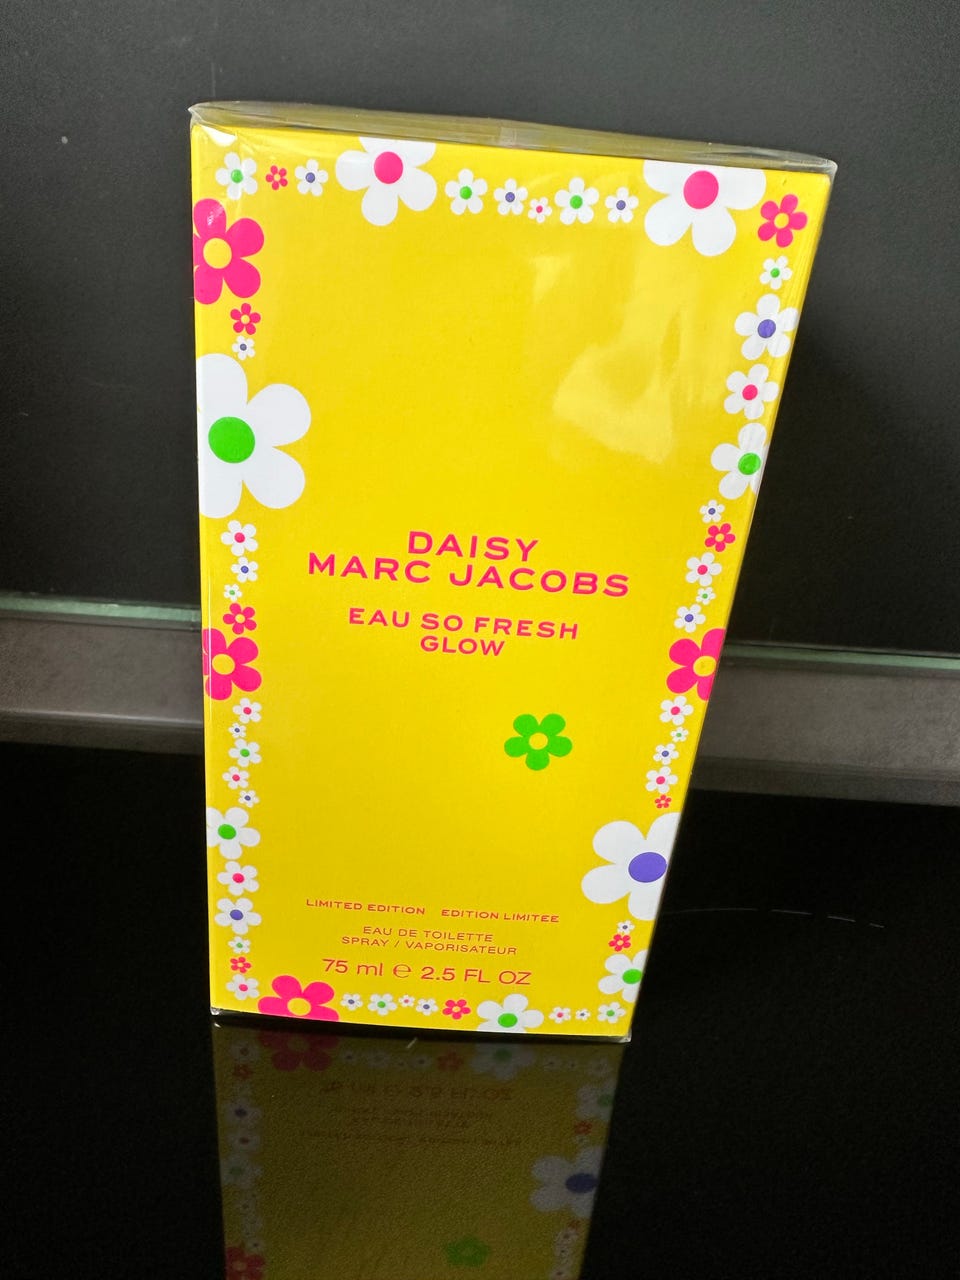 DAISY
MARC JACOBS
EAU SO FRESH
GLOW
LIMITED EDITION EDITION LIMITEE
EAU DE TOILETTE
SPRAY / VAPORISATEUR
75 ml ℮ 2.5 FL OZ